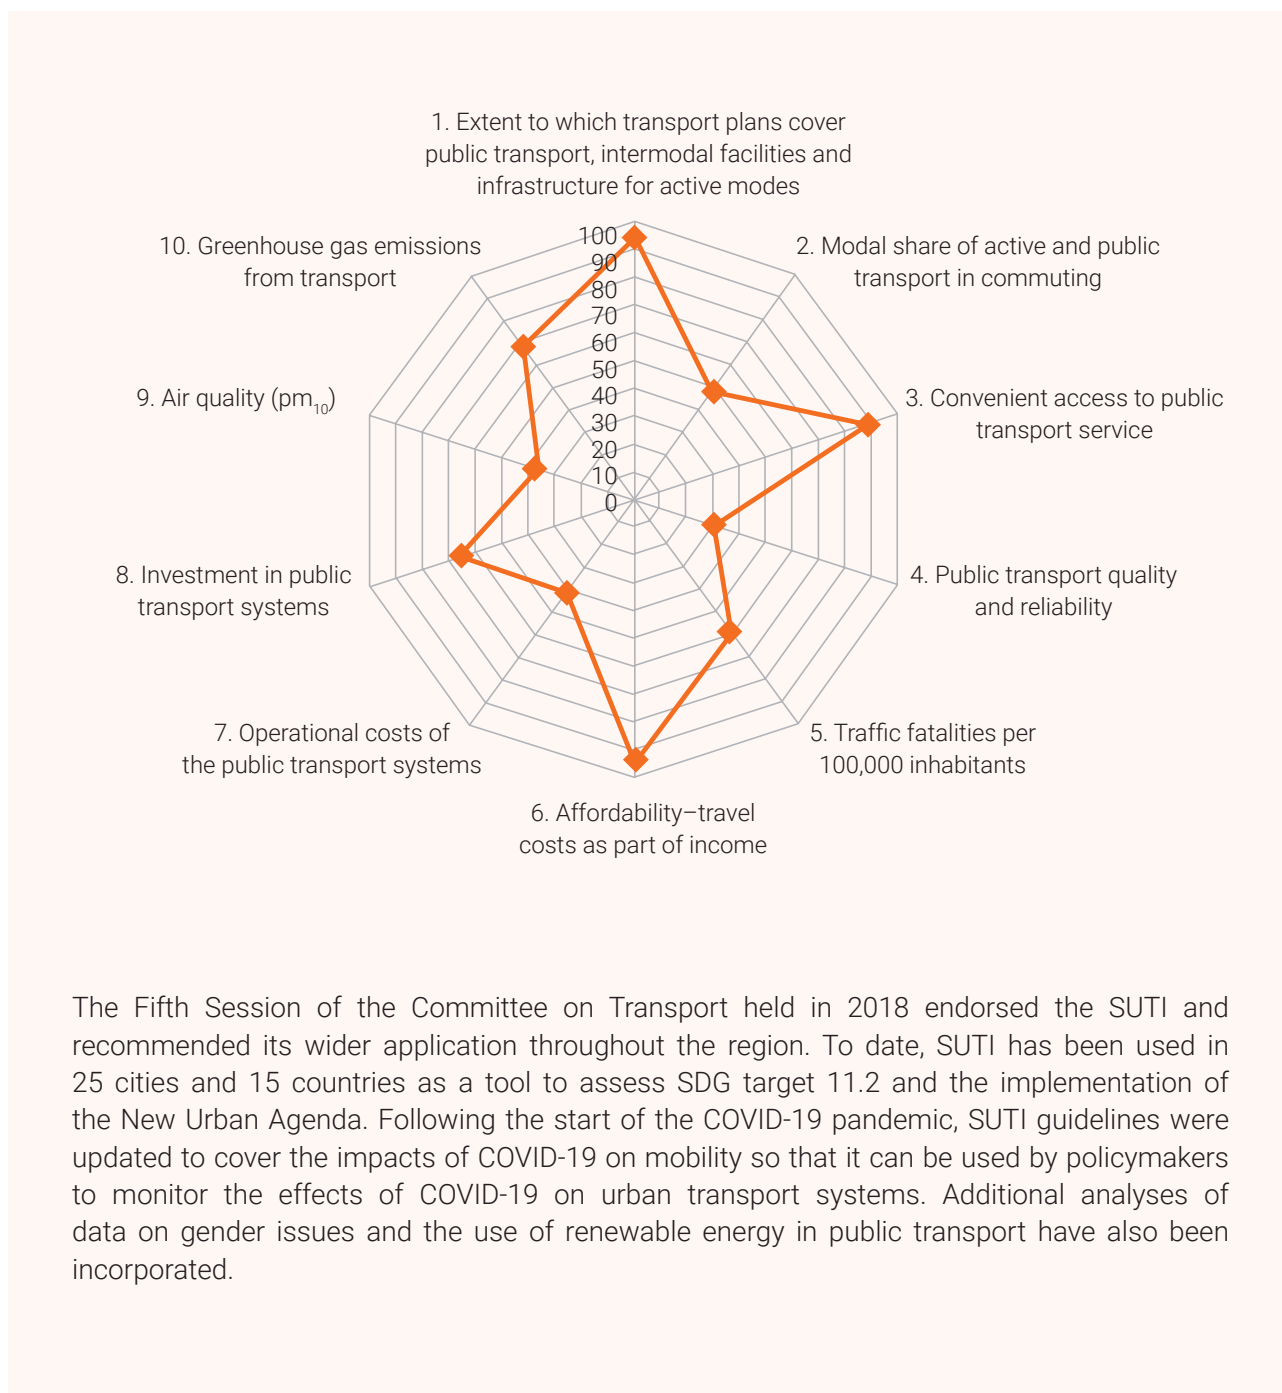 1. Extent to which transport plans cover
public transport, intermodal facilities and
infrastructure for active modes
10. Greenhouse gas emissions
from transport
2. Modal share of active and public
transport in commuting
100
90
80
70
60
50
40
30
20
10
0
9. Air quality (pm10)
3. Convenient access to public
transport service
8. Investment in public
transport systems
4. Public transport quality
and reliability
7. Operational costs of
the public transport systems
5. Traffic fatalities per
100,000 inhabitants
6. Affordability–travel
costs as part of income
The Fifth Session of the Committee on Transport held in 2018 endorsed the SUTI and
recommended its wider application throughout the region. To date, SUTI has been used in
25 cities and 15 countries as a tool to assess SDG target 11.2 and the implementation of
the New Urban Agenda. Following the start of the COVID-19 pandemic, SUTI guidelines were
updated to cover the impacts of COVID-19 on mobility so that it can be used by policymakers
to monitor the effects of COVID-19 on urban transport systems. Additional analyses of
data on gender issues and the use of renewable energy in public transport have also been
incorporated.